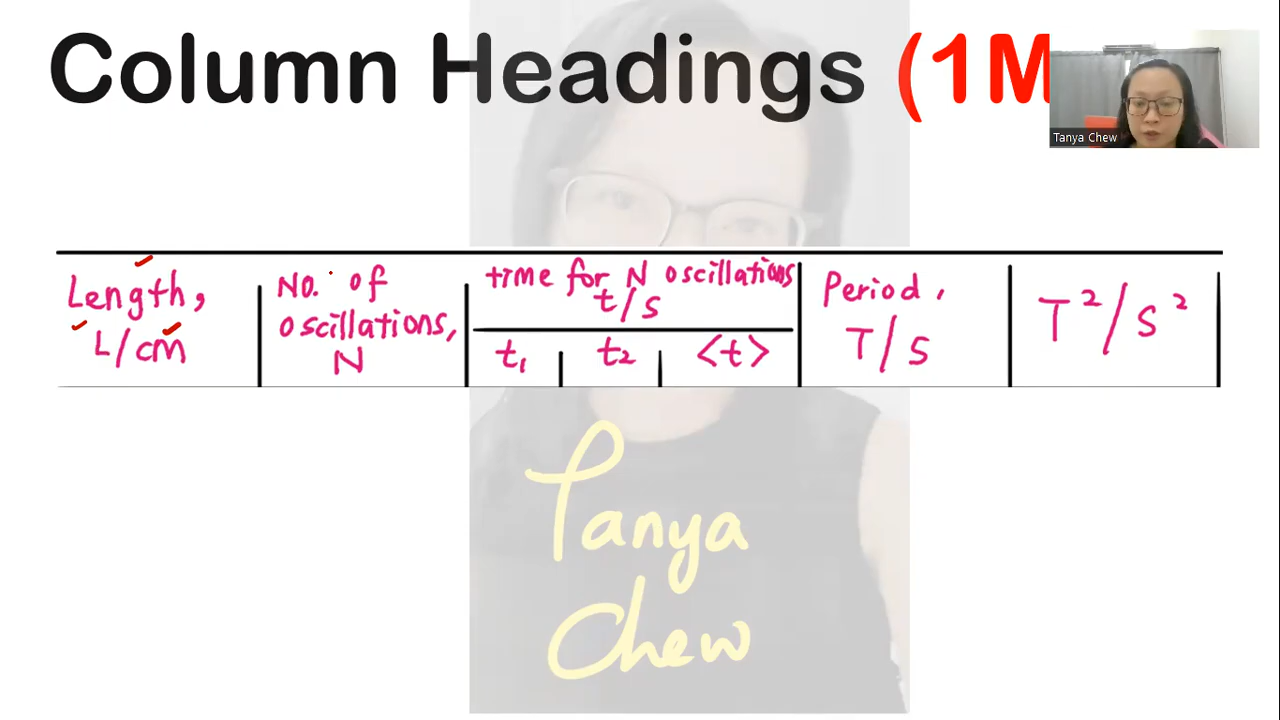 Column Headings (1M
Tanya Chew
Length,
L/cm
No. of
oscillations,
N
time for N oscillations
t/s
t1
t2
<t>
Period,
T/s
T²/s²
Tanya
Chew